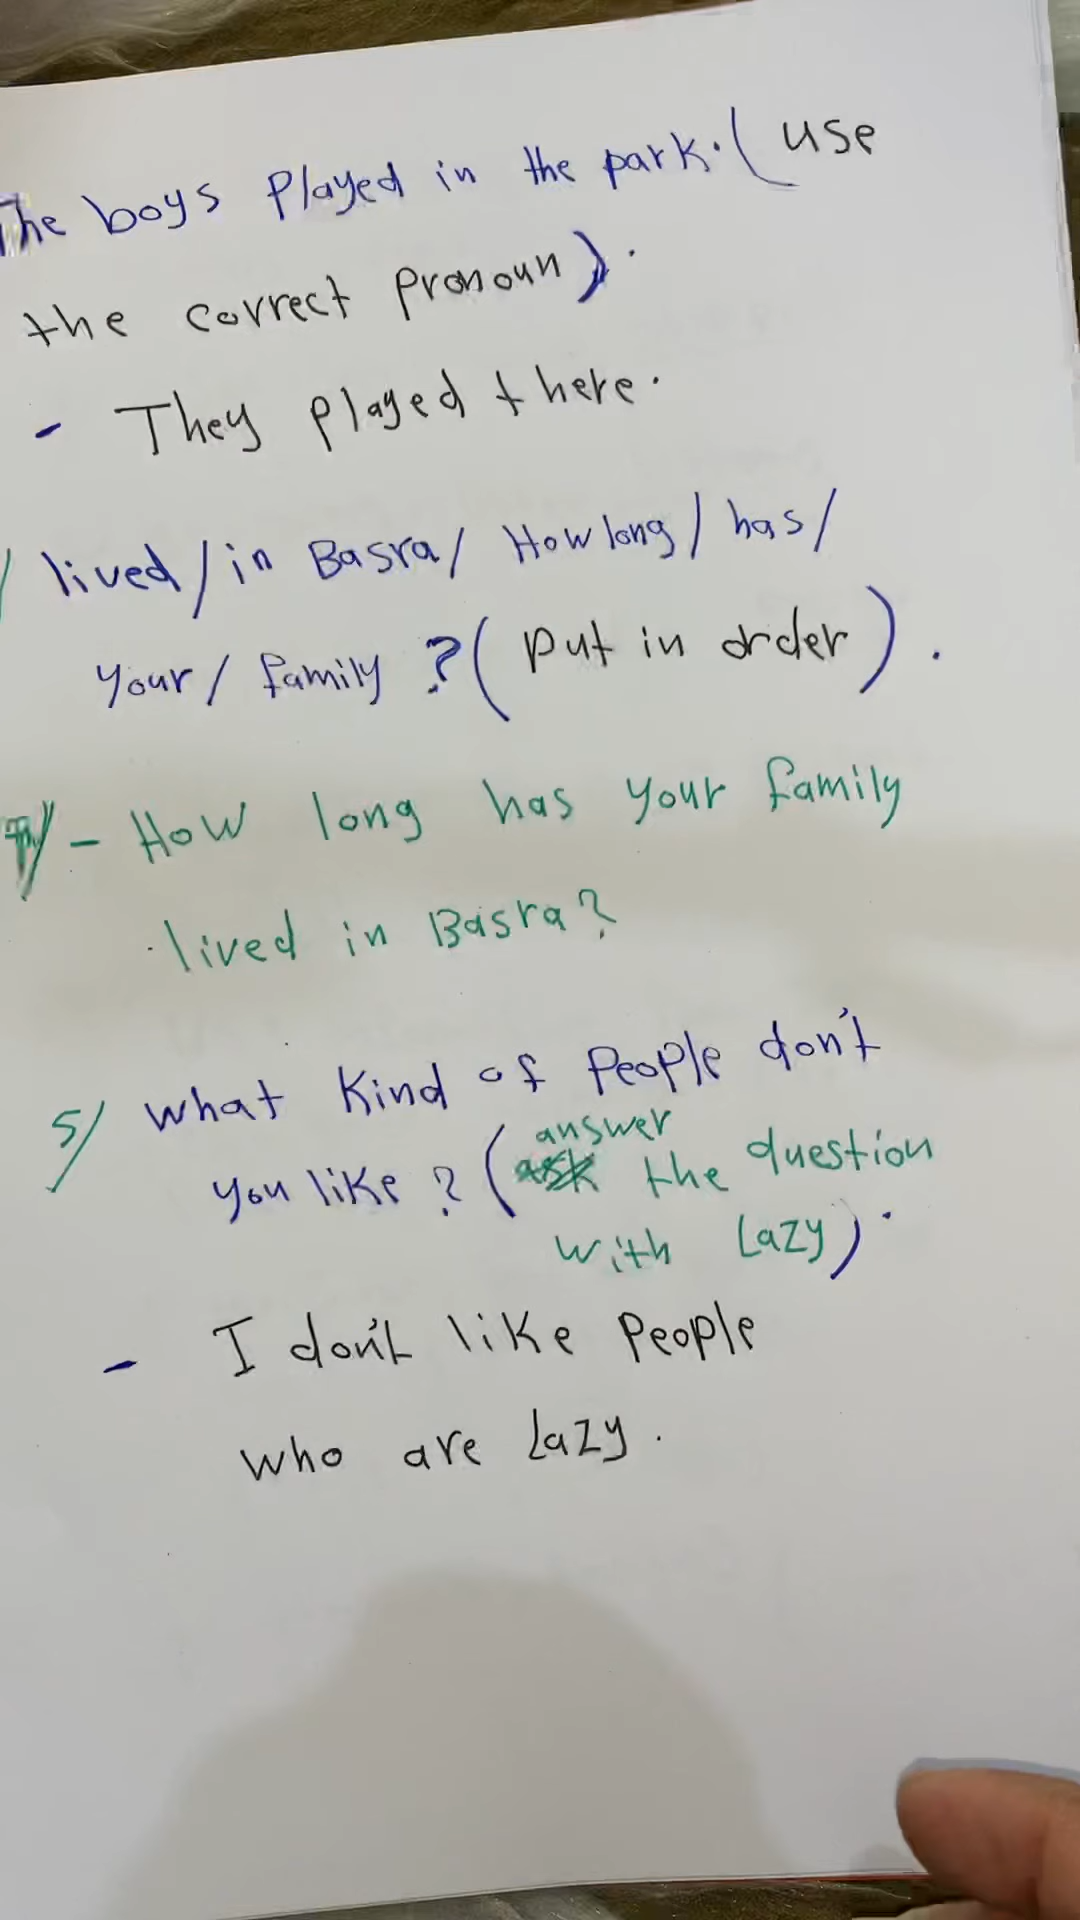 The boys played in the park. (use
the correct pronoun).
- They played there.
/ lived / in Basra / How long / has /
your / family ? (put in order).
- How long has your family
lived in Basra?
5/ what kind of people don't
you like ? (answer the question
with Lazy).
- I don't like people
who are Lazy.